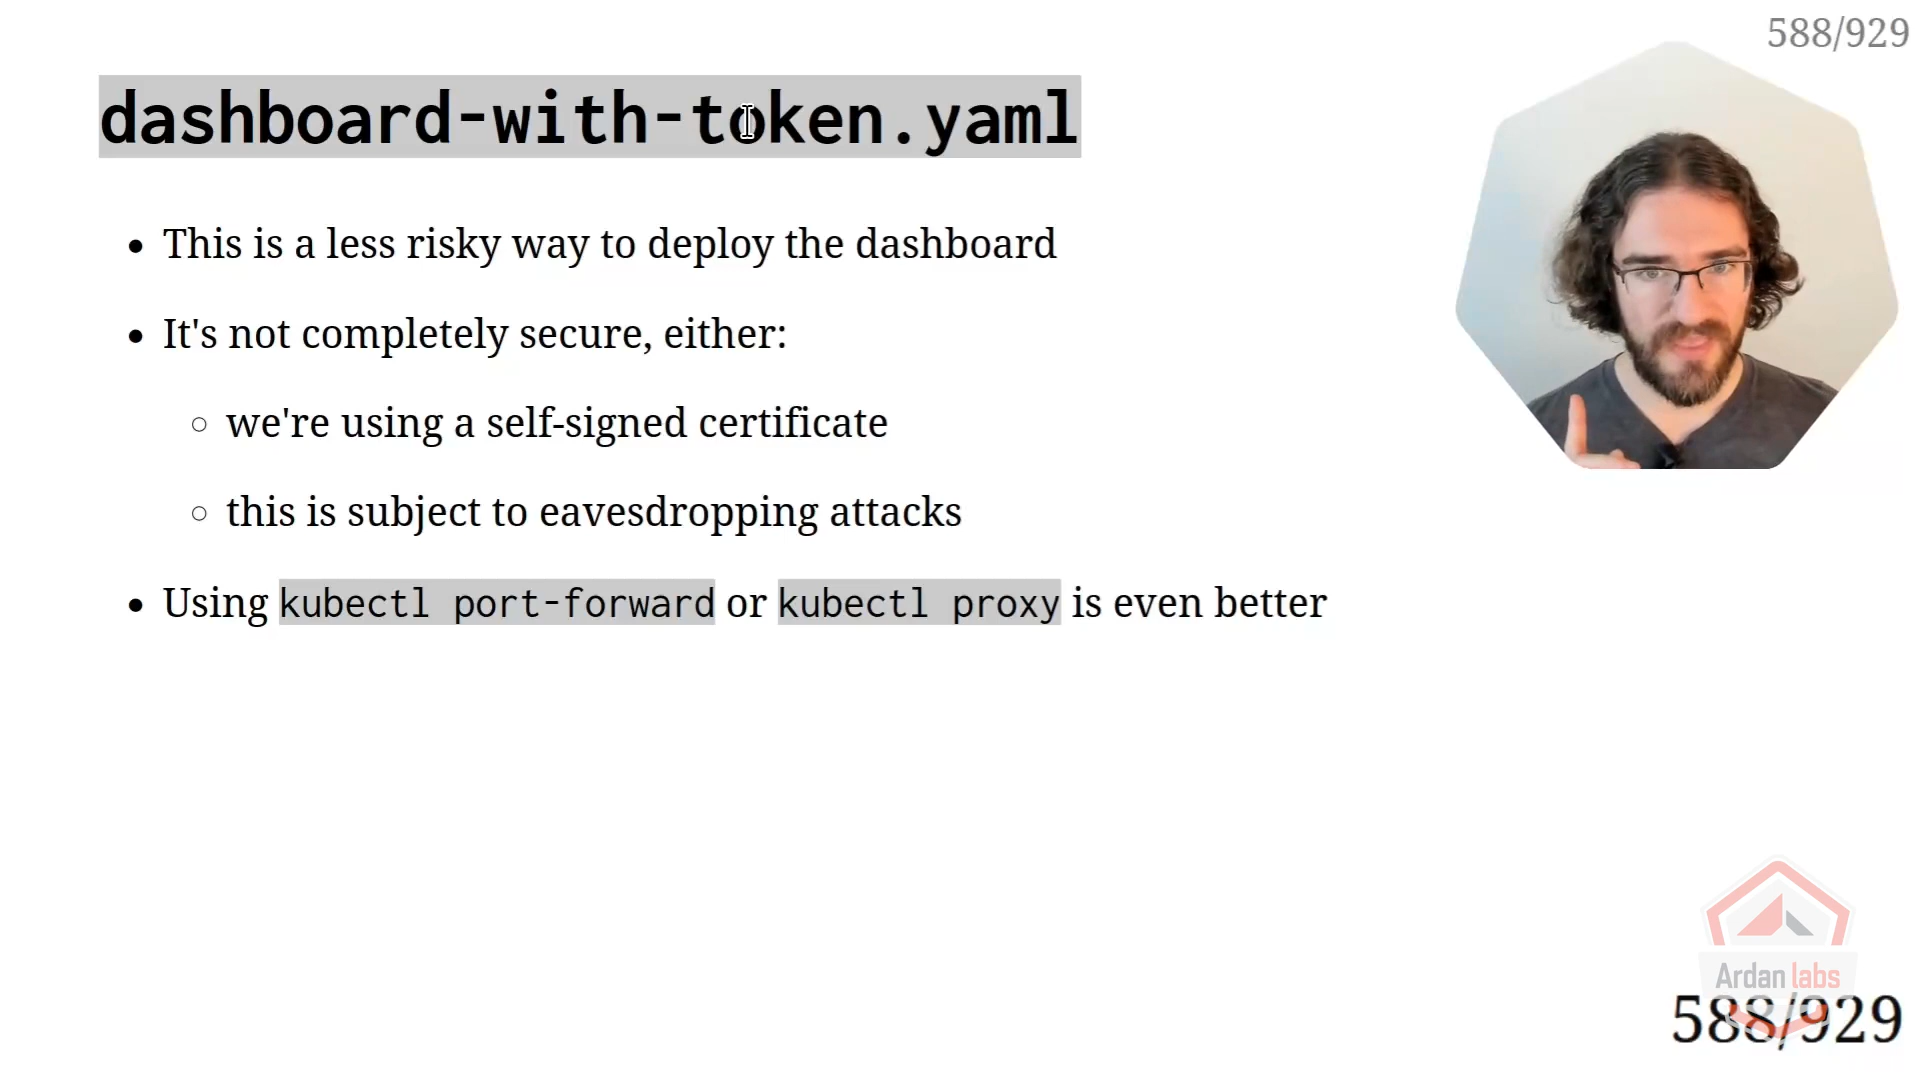 588/929
dashboard-with-token.yaml
This is a less risky way to deploy the dashboard
It's not completely secure, either:
we're using a self-signed certificate
this is subject to eavesdropping attacks
Using kubectl port-forward or kubectl proxy is even better
Ardan labs
588/929